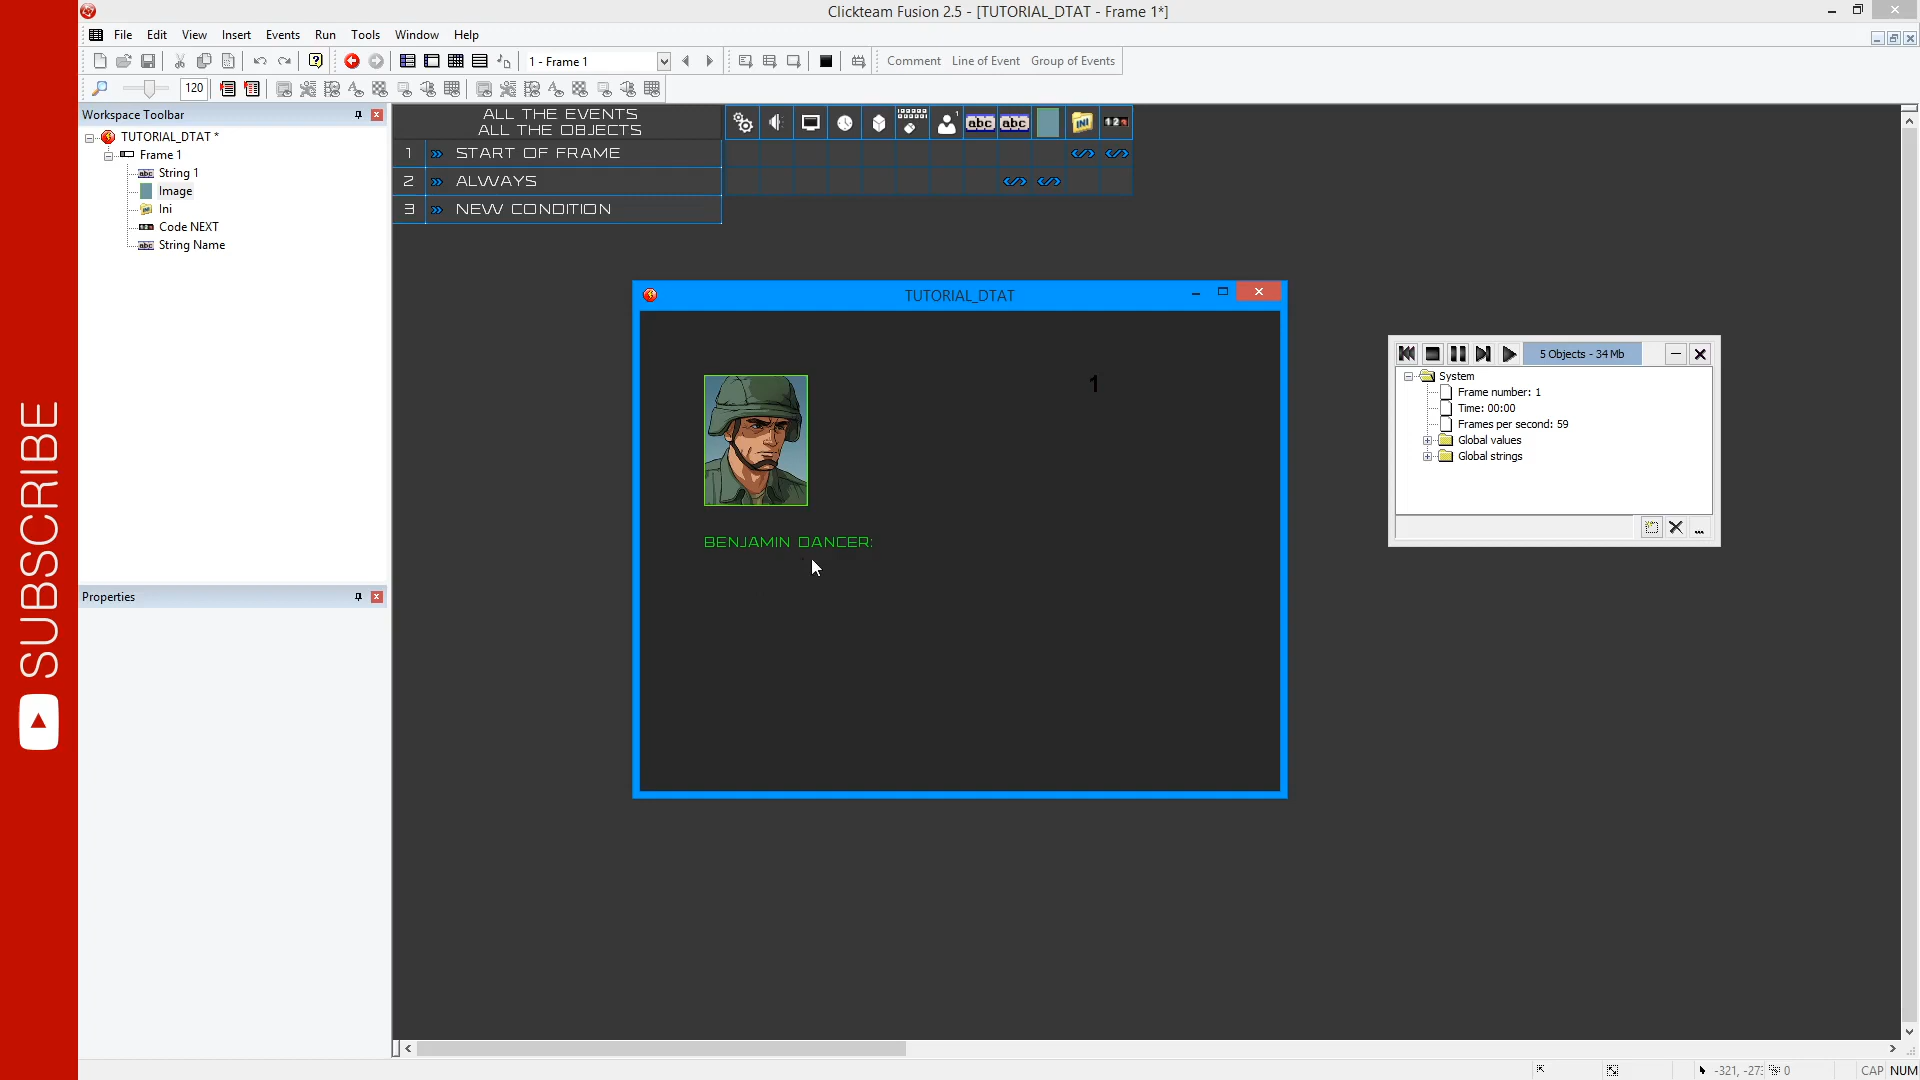 SUBSCRIBE
Clickteam Fusion 2.5 - [TUTORIAL_DTAT - Frame 1*]
File Edit View Insert Events Run Tools Window Help
1 - Frame 1
Comment Line of Event Group of Events
120
Workspace Toolbar
TUTORIAL_DTAT *
Frame 1
String 1
Image
Ini
Code NEXT
String Name
Properties
ALL THE EVENTS
ALL THE OBJECTS
abc abc INI
1 START OF FRAME
2 ALWAYS
3 NEW CONDITION
TUTORIAL_DTAT
1
BENJAMIN DANCER:
5 Objects - 34 Mb
System
Frame number: 1
Time: 00:00
Frames per second: 59
Global values
Global strings
0 CAP NUM